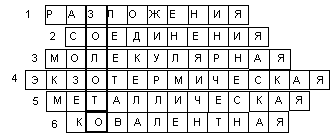 1 РАЗЛОЖЕНИЯ
2 СОЕДИНЕНИЯ
3 МОЛЕКУЛЯРНАЯ
4 ЭКЗОТЕРМИЧЕСКАЯ
5 МЕТАЛЛИЧЕСКАЯ
6 КОВАЛЕНТНАЯ